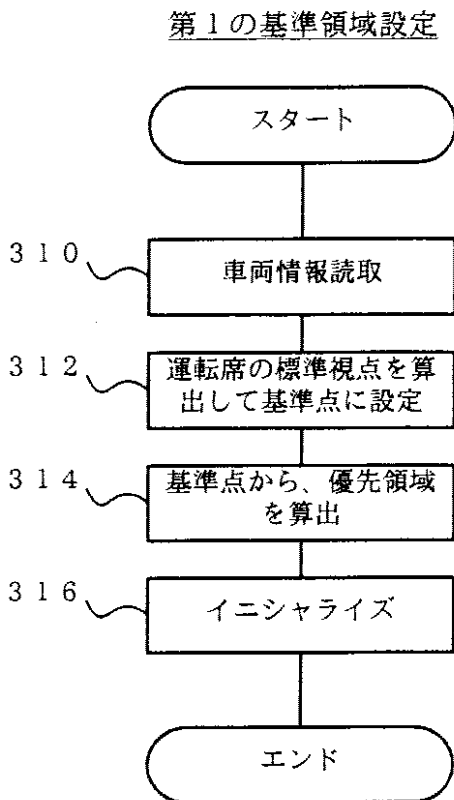 第１の基準領域設定
スタート
３１０
車両情報読取
３１２
運転席の標準視点を算
出して基準点に設定
３１４
基準点から、優先領域
を算出
３１６
イニシャライズ
エンド